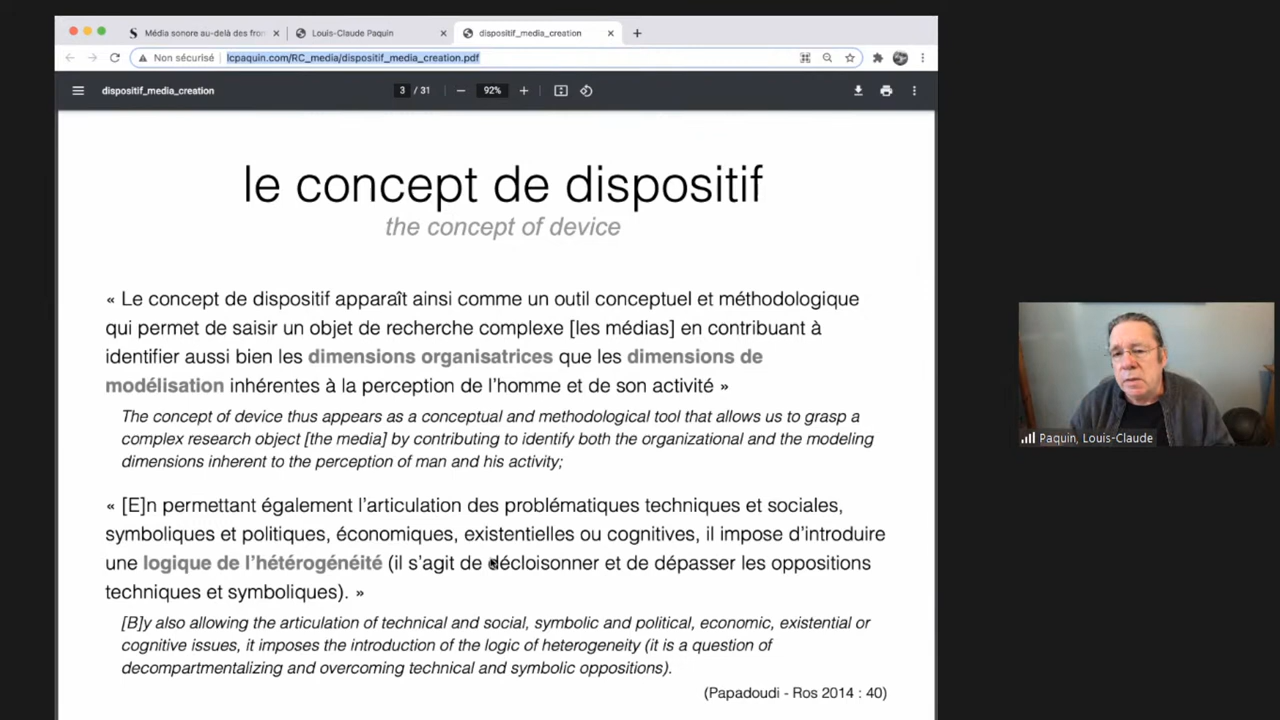 Média sonore au-delà des fron
Louis-Claude Paquin
dispositif_media_creation
Non sécurisé
lcpaquin.com/RC_media/dispositif_media_creation.pdf
dispositif_media_creation
3 / 31
92%
le concept de dispositif
the concept of device
« Le concept de dispositif apparaît ainsi comme un outil conceptuel et méthodologique
qui permet de saisir un objet de recherche complexe [les médias] en contribuant à
identifier aussi bien les dimensions organisatrices que les dimensions de
modélisation inhérentes à la perception de l’homme et de son activité »
The concept of device thus appears as a conceptual and methodological tool that allows us to grasp a
complex research object [the media] by contributing to identify both the organizational and the modeling
dimensions inherent to the perception of man and his activity;
« [E]n permettant également l’articulation des problématiques techniques et sociales,
symboliques et politiques, économiques, existentielles ou cognitives, il impose d’introduire
une logique de l’hétérogénéité (il s’agit de décloisonner et de dépasser les oppositions
techniques et symboliques). »
[B]y also allowing the articulation of technical and social, symbolic and political, economic, existential or
cognitive issues, it imposes the introduction of the logic of heterogeneity (it is a question of
decompartmentalizing and overcoming technical and symbolic oppositions).
(Papadoudi - Ros 2014 : 40)
Paquin, Louis-Claude